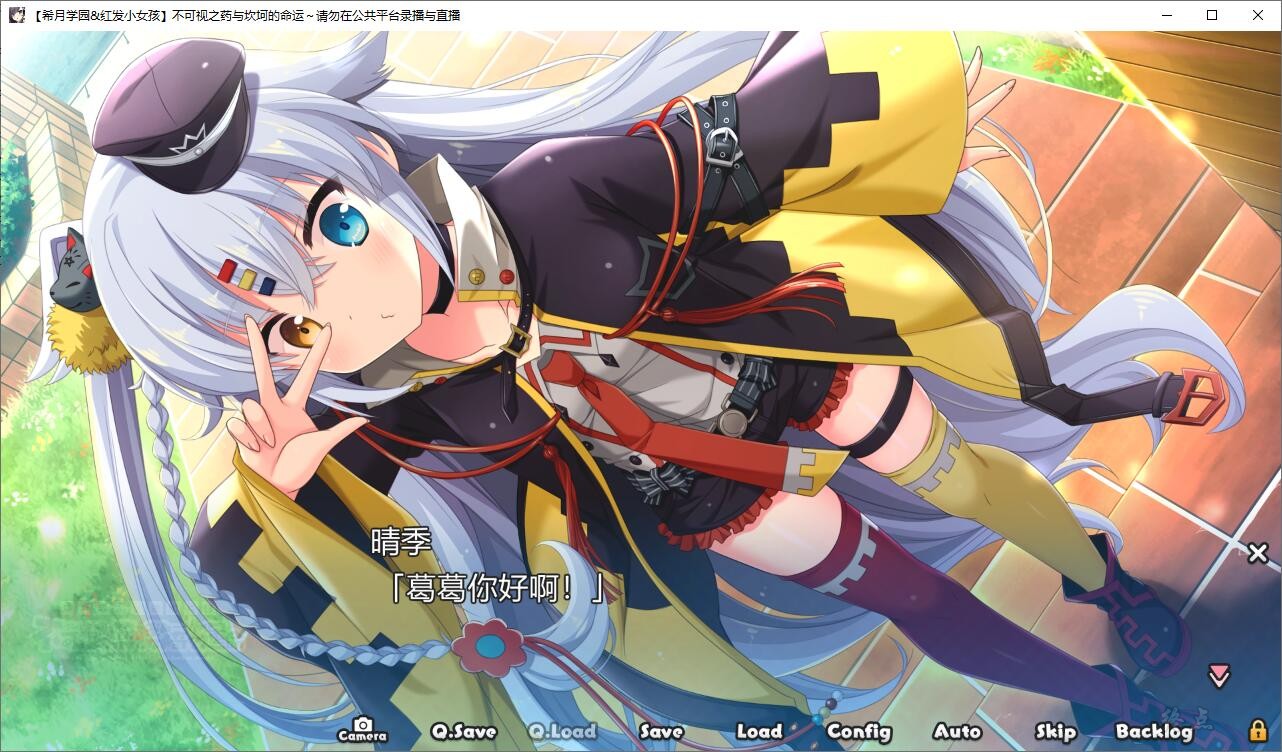 【希月学园&红发小女孩】不可视之药与坎坷的命运～请勿在公共平台录播与直播
晴季
「葛葛你好啊！」
Camera
Q.Save
Q.Load
Save
Load
Config
Auto
Skip
Backlog